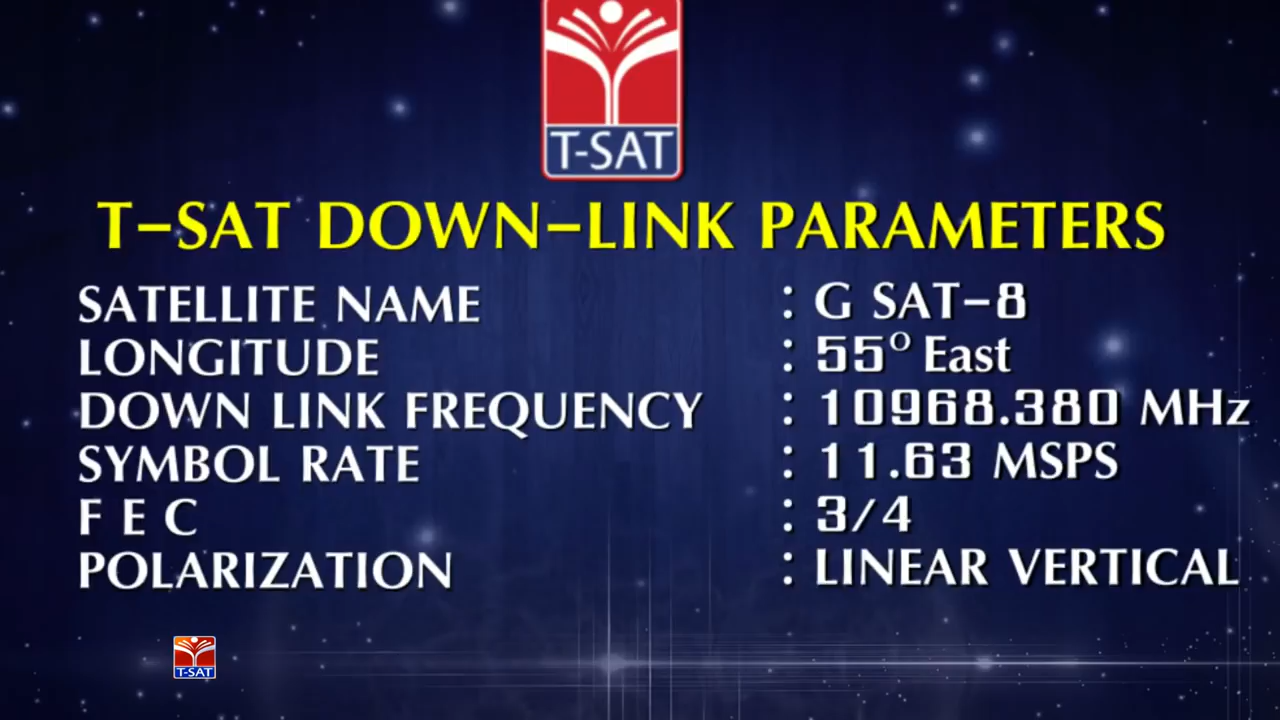 T-SAT
T-SAT DOWN-LINK PARAMETERS
SATELLITE NAME : G SAT-8
LONGITUDE : 55° East
DOWN LINK FREQUENCY : 10968.380 MHz
SYMBOL RATE : 11.63 MSPS
F E C : 3/4
POLARIZATION : LINEAR VERTICAL
T-SAT